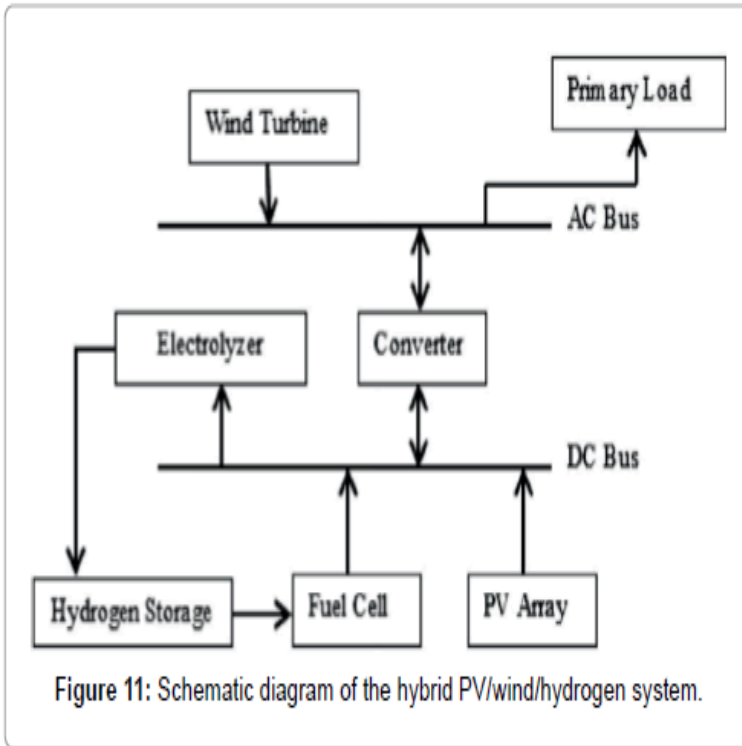 Primary Load
Wind Turbine
AC Bus
Electrolyzer
Converter
DC Bus
Hydrogen Storage
Fuel Cell
PV Array
Figure 11: Schematic diagram of the hybrid PV/wind/hydrogen system.